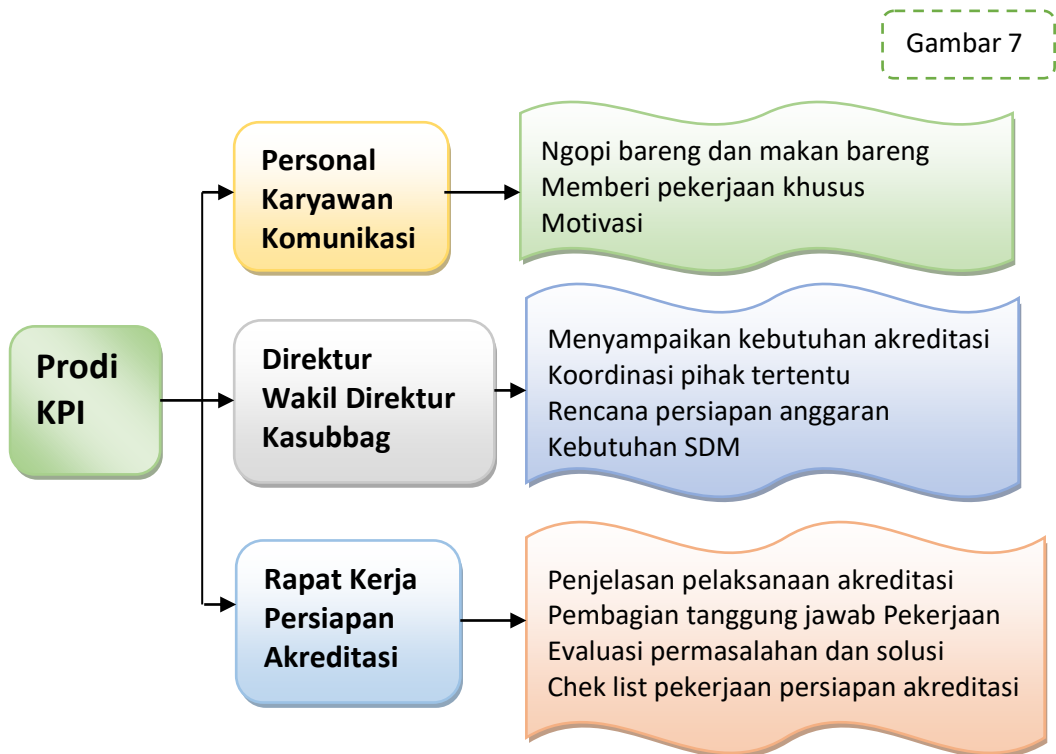 Gambar 7
Personal
Karyawan
Komunikasi
Ngopi bareng dan makan bareng
Memberi pekerjaan khusus
Motivasi
Prodi
KPI
Direktur
Wakil Direktur
Kasubbag
Menyampaikan kebutuhan akreditasi
Koordinasi pihak tertentu
Rencana persiapan anggaran
Kebutuhan SDM
Rapat Kerja
Persiapan
Akreditasi
Penjelasan pelaksanaan akreditasi
Pembagian tanggung jawab Pekerjaan
Evaluasi permasalahan dan solusi
Chek list pekerjaan persiapan akreditasi